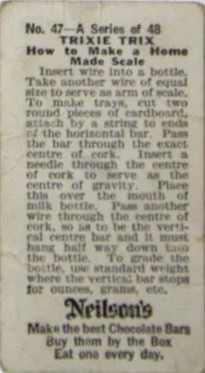 No. 47—A Series of 48
TRIXIE TRIX
How to Make a Home
Made Scale
Insert wire into a bottle.
Take another wire of equal
size to serve as arm of scale.
To make trays, cut two
round pieces of cardboard,
attach by a string to ends
of the horizontal bar. Pass
the bar through the exact
centre of cork. Insert a
needle through the centre
of cork to serve as the
centre of gravity. Place
this over the mouth of
milk bottle. Pass another
wire through the centre of
cork, so as to be the verti-
cal centre bar and it must
hang half way down into
the bottle. To grade the
bottle, use standard weight
where the vertical bar stops
for ounces, grams, etc.
Neilson's
Make the best Chocolate Bars
Buy them by the Box
Eat one every day.